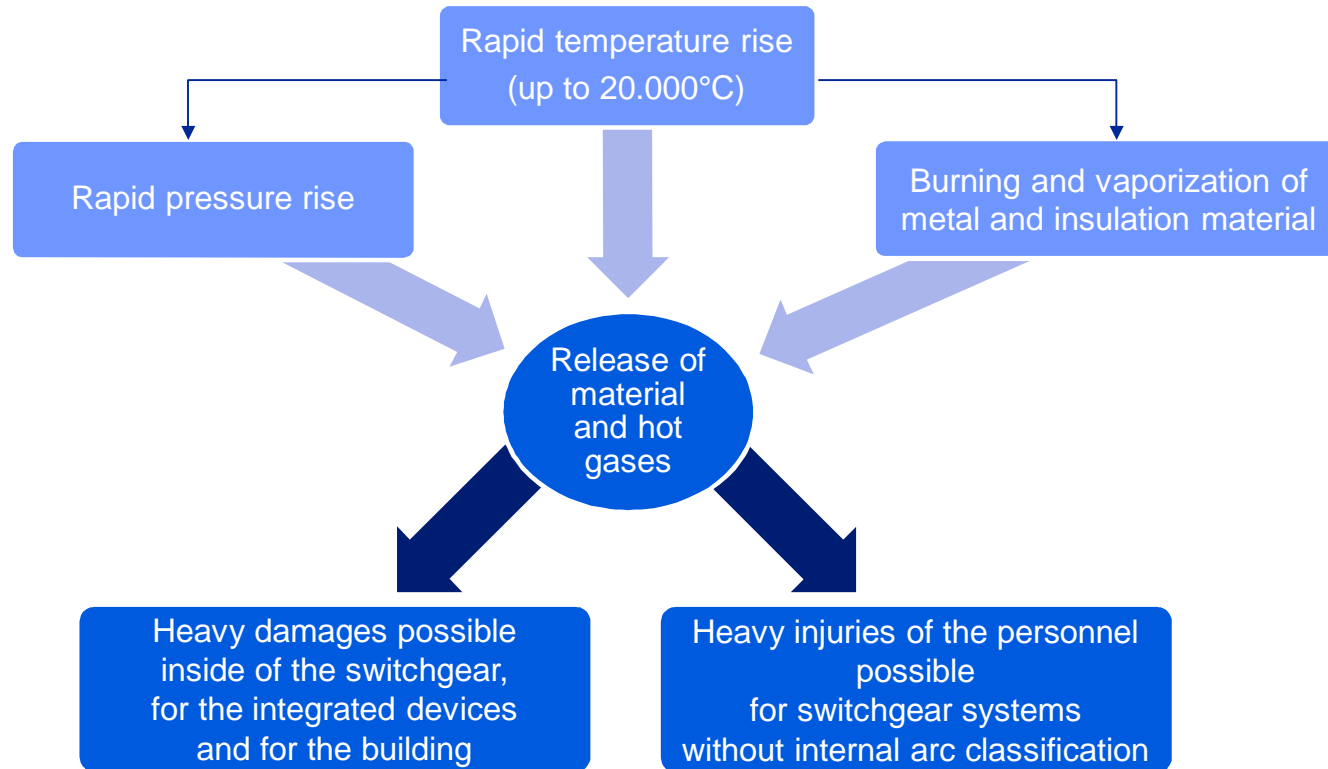 Rapid temperature rise
(up to 20.000°C)
Rapid pressure rise
Burning and vaporization of
metal and insulation material
Release of
material
and hot
gases
Heavy damages possible
inside of the switchgear,
for the integrated devices
and for the building
Heavy injuries of the personnel
possible
for switchgear systems
without internal arc classification